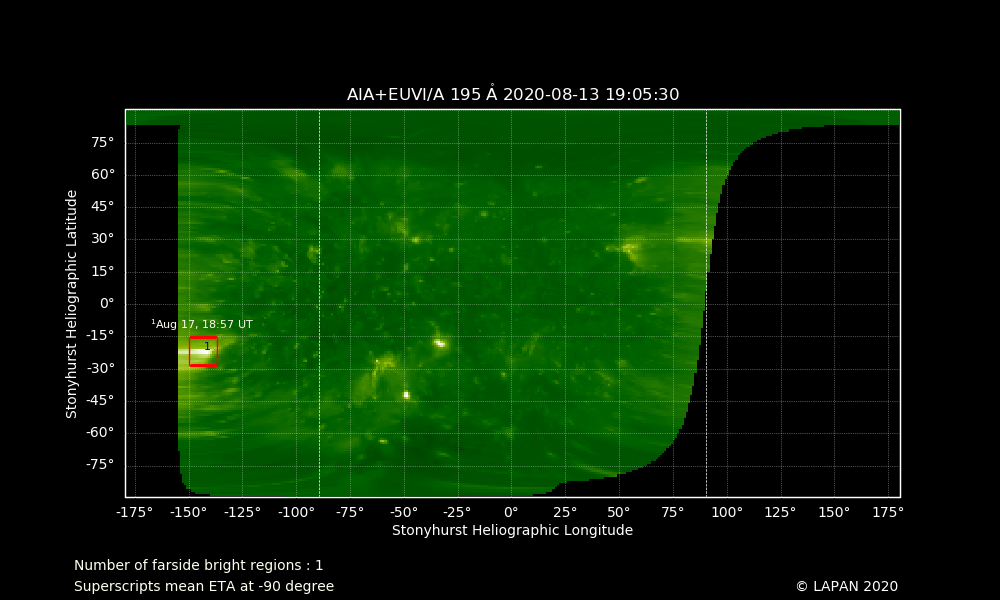 AIA+EUVI/A 195 Å 2020-08-13 19:05:30
75°
60°
45°
30°
15°
0°
-15°
-30°
-45°
-60°
-75°
Stonyhurst Heliographic Latitude
¹Aug 17, 18:57 UT
1
-175° -150° -125° -100° -75° -50° -25° 0° 25° 50° 75° 100° 125° 150° 175°
Stonyhurst Heliographic Longitude
Number of farside bright regions : 1
Superscripts mean ETA at -90 degree
© LAPAN 2020